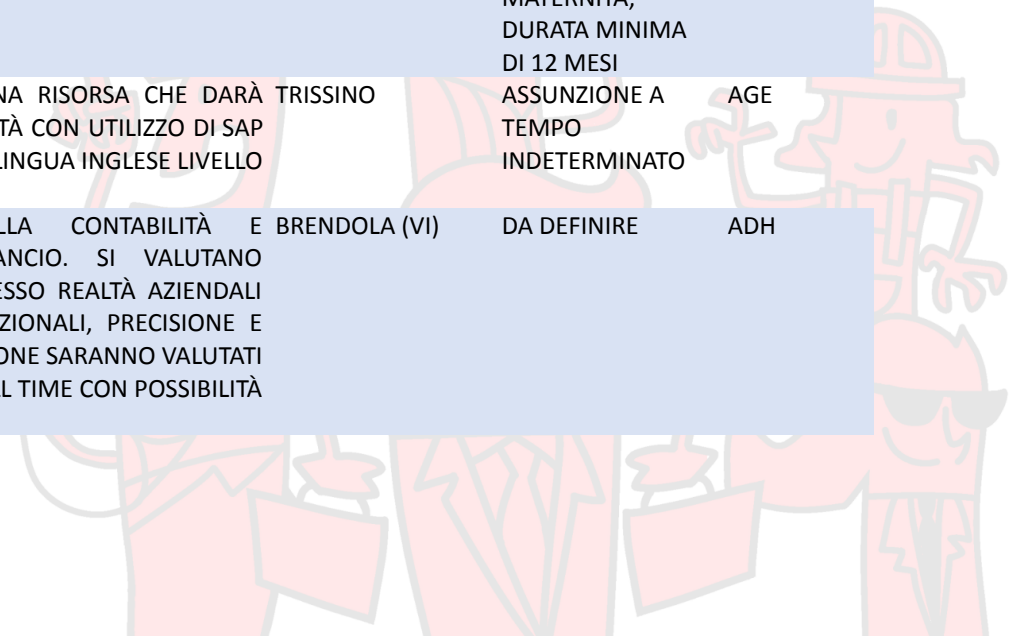 MATERNITÀ,
DURATA MINIMA
DI 12 MESI
NA RISORSA CHE DARÀ
TÀ CON UTILIZZO DI SAP
LINGUA INGLESE LIVELLO
TRISSINO
ASSUNZIONE A
TEMPO
INDETERMINATO
AGE
LLA CONTABILITÀ E
ANCIO. SI VALUTANO
ESSO REALTÀ AZIENDALI
ZIONALI, PRECISIONE E
ONE SARANNO VALUTATI
L TIME CON POSSIBILITÀ
BRENDOLA (VI)
DA DEFINIRE
ADH